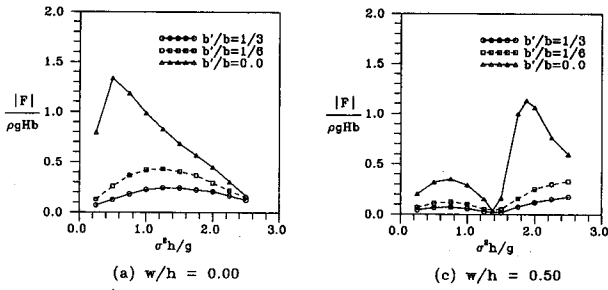 2.0
1.5
1.0
0.5
0.0
|F|
ρgHb
b'/b=1/3
b'/b=1/6
b'/b=0.0
0.0 1.0 2.0 3.0
σ²h/g
(a) w/h = 0.00
2.0
1.5
1.0
0.5
0.0
|F|
ρgHb
b'/b=1/3
b'/b=1/6
b'/b=0.0
0.0 1.0 2.0 3.0
σ²h/g
(c) w/h = 0.50